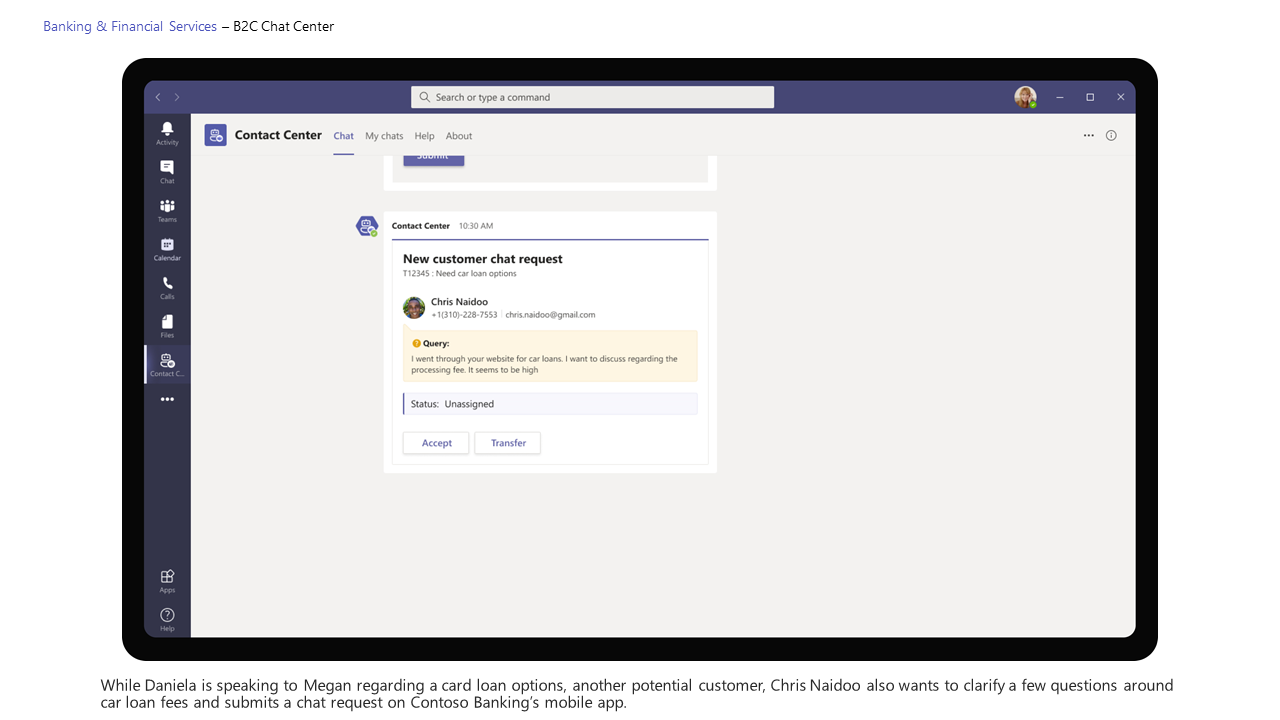 Banking & Financial Services – B2C Chat Center
Search or type a command
Activity
Chat
Teams
Calendar
Calls
Files
Contact C...
Apps
Help
Contact Center Chat My chats Help About
Submit
Contact Center 10:30 AM
New customer chat request
T12345 : Need car loan options
Chris Naidoo
+1(310)-228-7553 | chris.naidoo@gmail.com
Query:
I went through your website for car loans. I want to discuss regarding the
processing fee. It seems to be high
Status: Unassigned
Accept Transfer
While Daniela is speaking to Megan regarding a card loan options, another potential customer, Chris Naidoo also wants to clarify a few questions around
car loan fees and submits a chat request on Contoso Banking's mobile app.